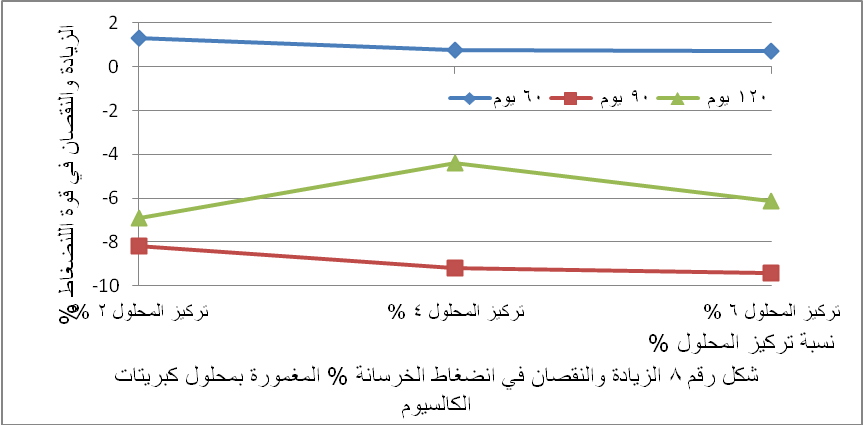 الزيادة والنقصان في قوة اللنضغاط %
2
0
-2
-4
-6
-8
-10
٦٠ يوم
٩٠ يوم
١٢٠ يوم
تركيز المحلول ٢ %
تركيز المحلول ٤ %
تركيز المحلول ٦ %
نسبة تركيز المحلول %
شكل رقم ٨ الزيادة والنقصان في انضغاط الخرسانة % المغمورة بمحلول كبريتات
الكالسيوم